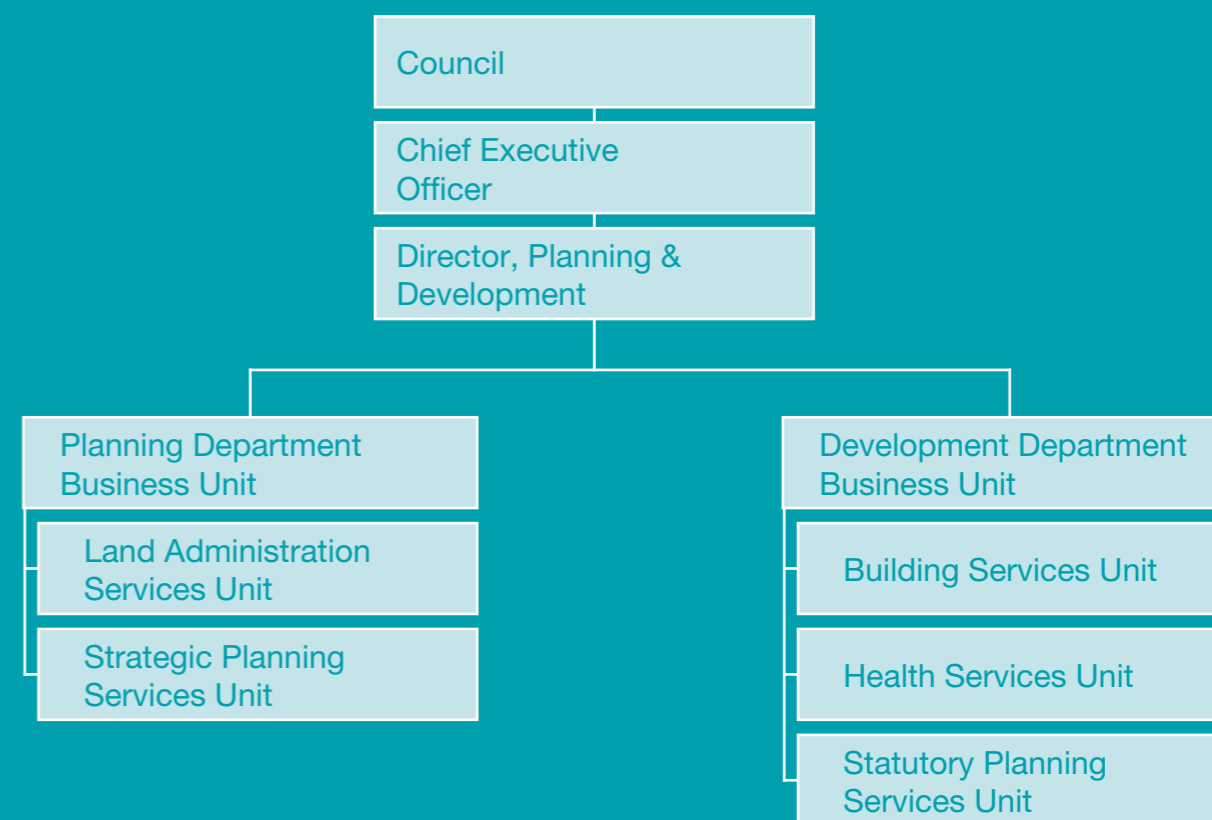 Council
Chief Executive
Officer
Director, Planning &
Development
Planning Department
Business Unit
Land Administration
Services Unit
Strategic Planning
Services Unit
Development Department
Business Unit
Building Services Unit
Health Services Unit
Statutory Planning
Services Unit